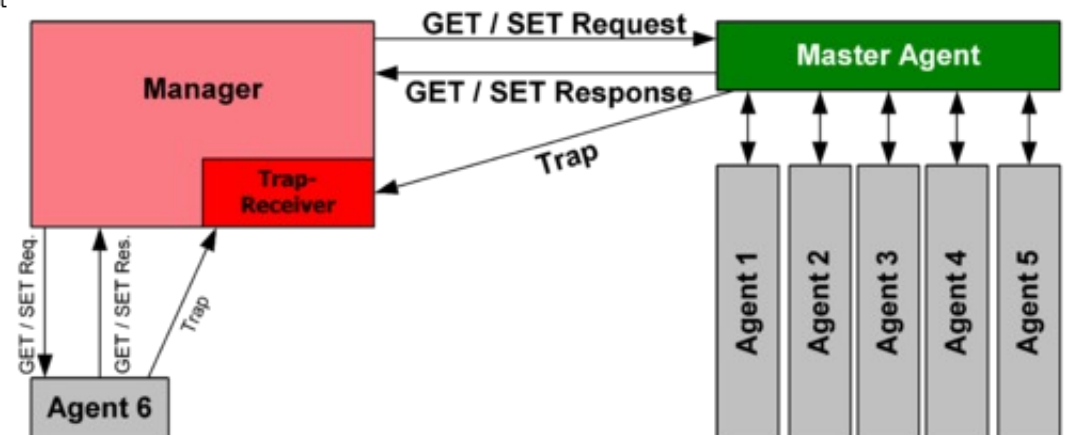 t
GET / SET Request
Manager
Master Agent
GET / SET Response
Trap
Trap-
Receiver
GET / SET Req.
GET / SET Res.
Trap
Agent 1
Agent 2
Agent 3
Agent 4
Agent 5
Agent 6